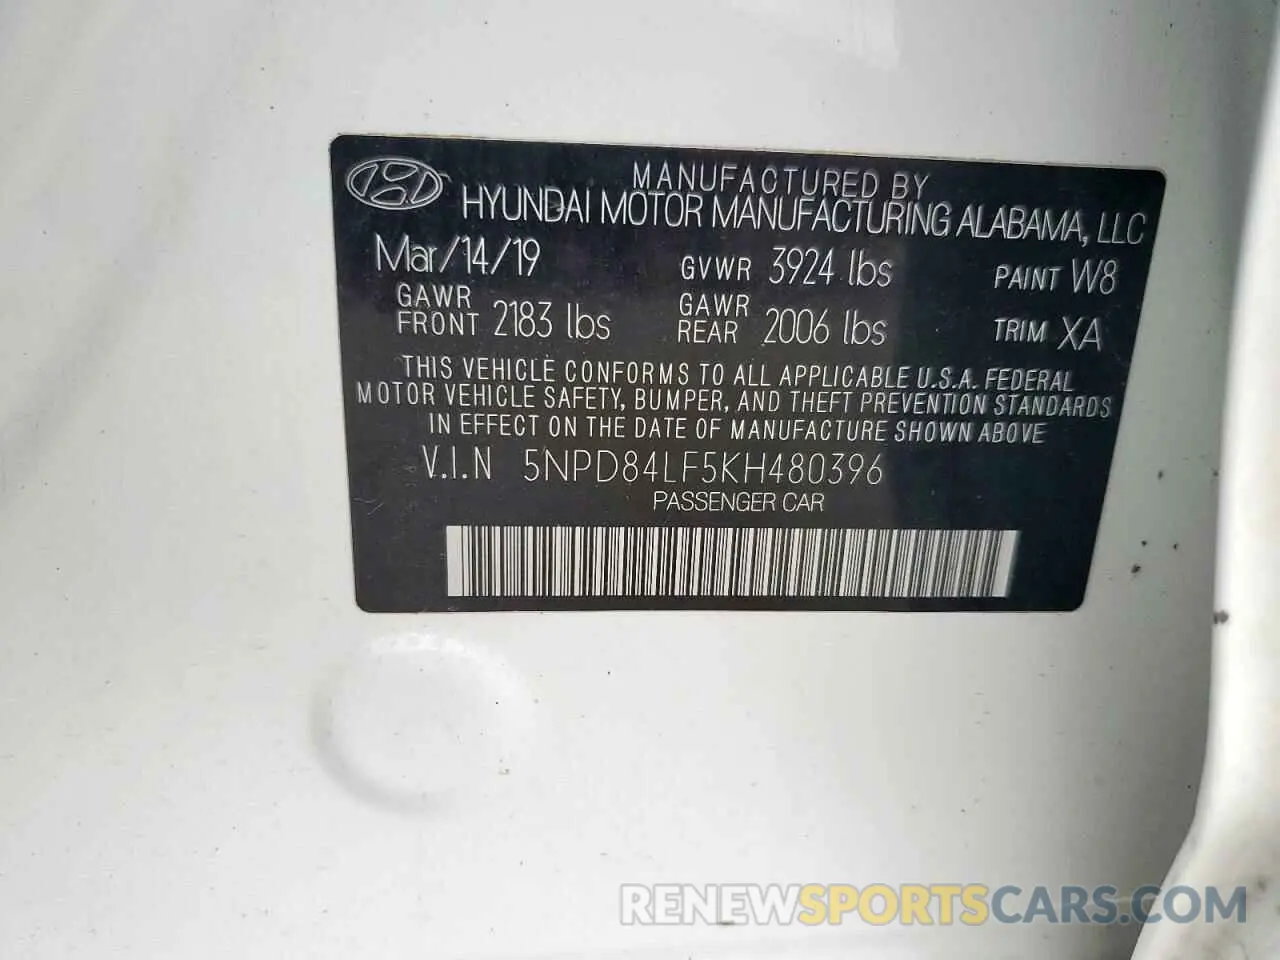 MANUFACTURED BY
HYUNDAI MOTOR MANUFACTURING ALABAMA, LLC
Mar/14/19 GVWR 3924 lbs PAINT W8
GAWR FRONT 2183 lbs GAWR REAR 2006 lbs TRIM XA
THIS VEHICLE CONFORMS TO ALL APPLICABLE U.S.A. FEDERAL
MOTOR VEHICLE SAFETY, BUMPER, AND THEFT PREVENTION STANDARDS
IN EFFECT ON THE DATE OF MANUFACTURE SHOWN ABOVE
V.I.N 5NPD84LF5KH480396
PASSENGER CAR
RENEWSPORTSCARS.COM